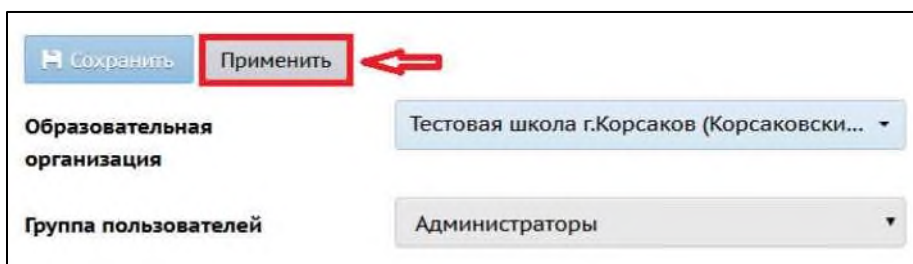 Сохранить Применить
Образовательная
организация
Тестовая школа г.Корсаков (Корсаковски...
Группа пользователей Администраторы